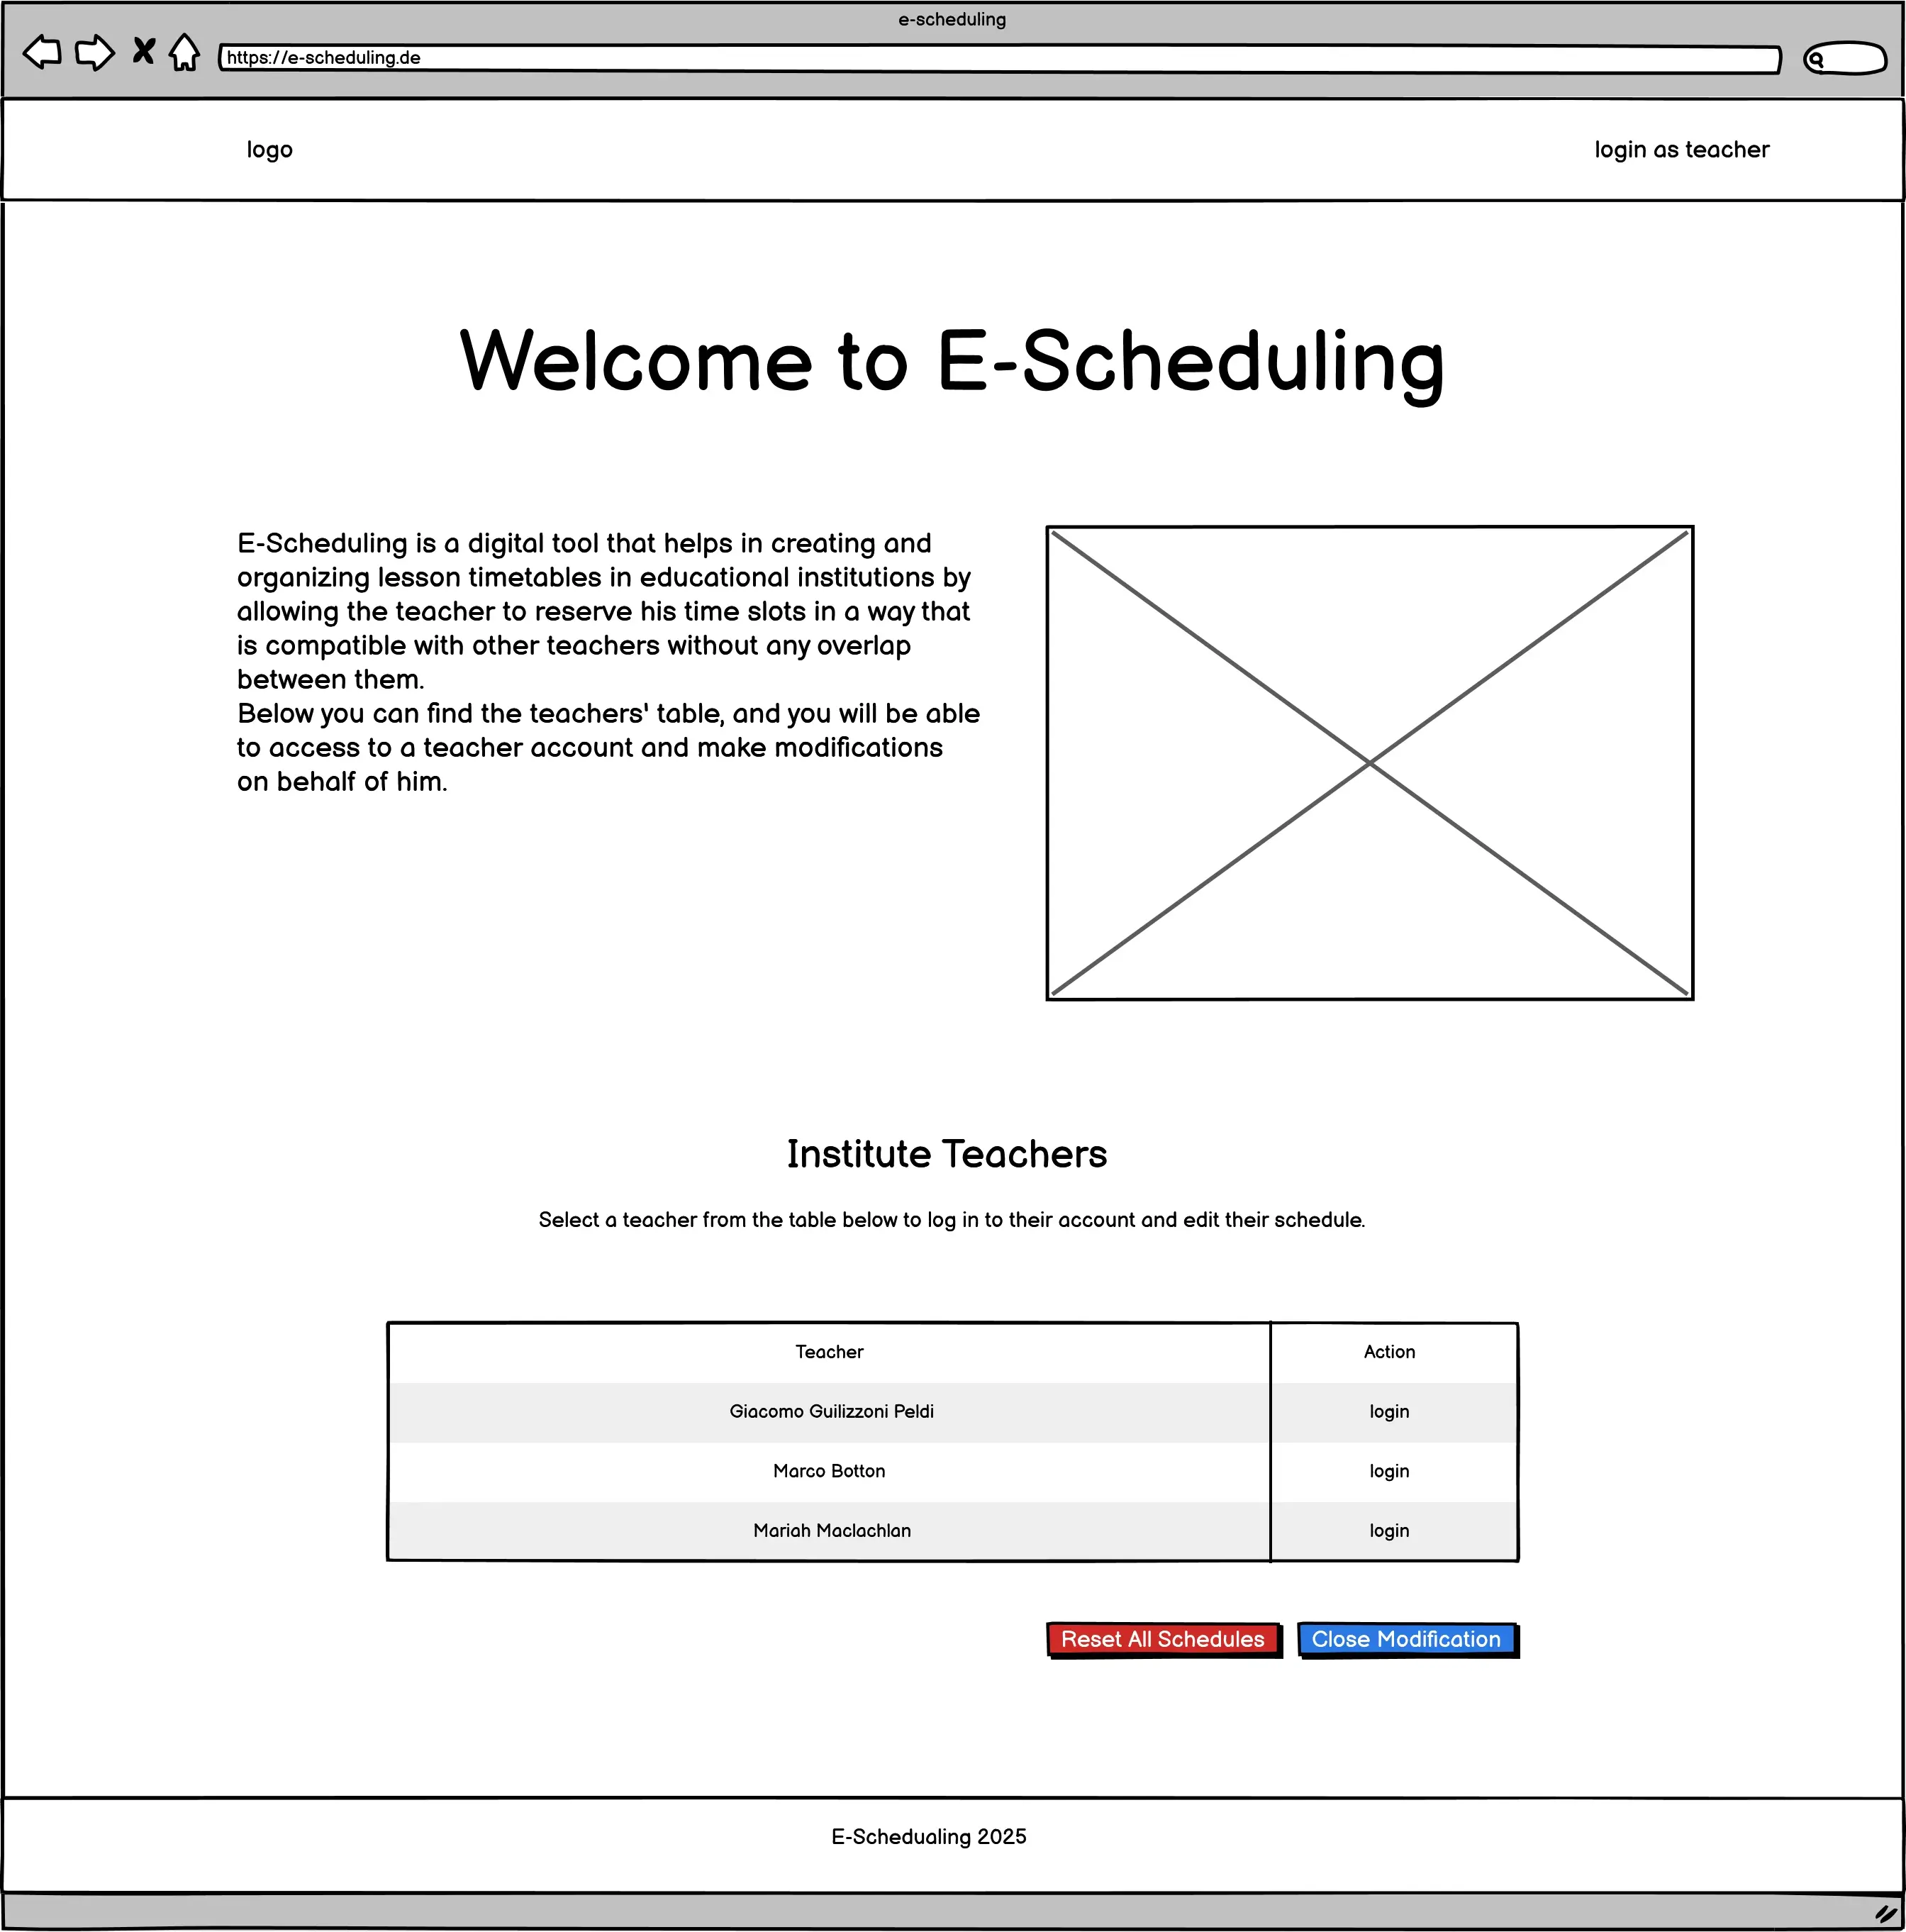 e-scheduling
https://e-scheduling.de
logo
login as teacher
Welcome to E-Scheduling
E-Scheduling is a digital tool that helps in creating and
organizing lesson timetables in educational institutions by
allowing the teacher to reserve his time slots in a way that
is compatible with other teachers without any overlap
between them.
Below you can find the teachers' table, and you will be able
to access to a teacher account and make modifications
on behalf of him.
Institute Teachers
Select a teacher from the table below to log in to their account and edit their schedule.
Teacher Action
Giacomo Guilizzoni Peldi login
Marco Botton login
Mariah Maclachlan login
Reset All Schedules Close Modification
E-Schedualing 2025